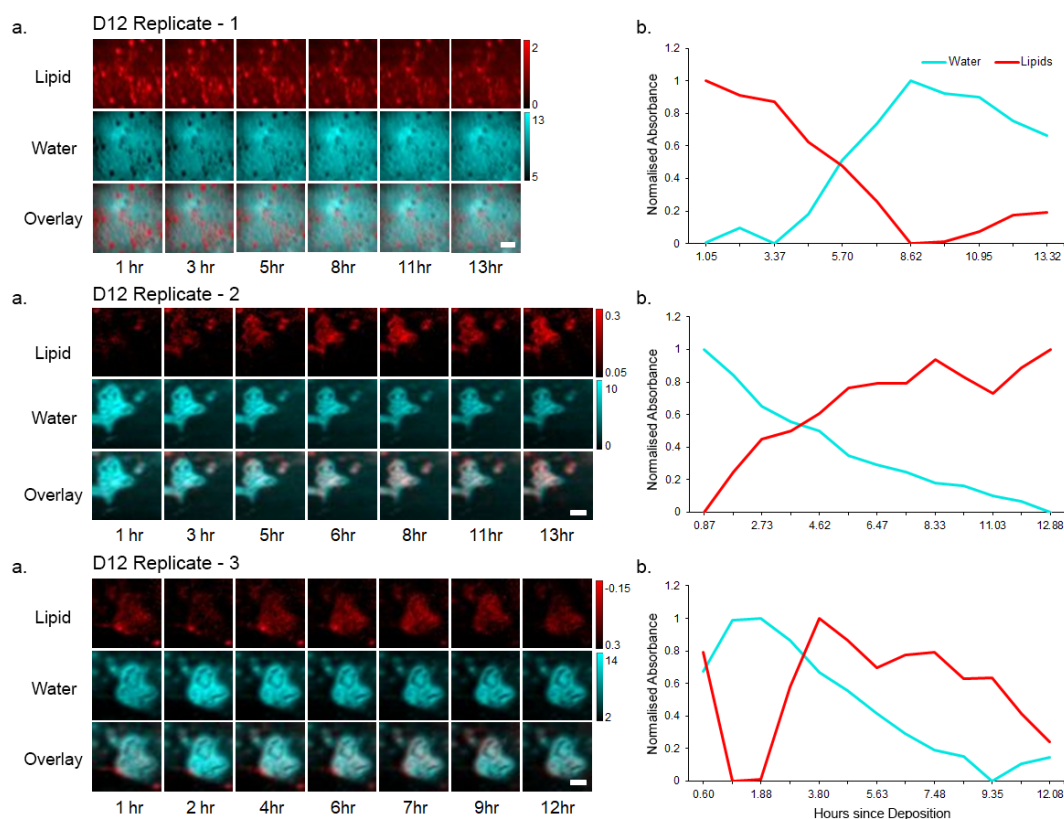 a.
D12 Replicate - 1
Lipid
2
0
Water
13
5
Overlay
1 hr
3 hr
5hr
8hr
11hr
13hr
b.
Water
Lipids
Normalised Absorbance
1.2
1
0.8
0.6
0.4
0.2
0
1.05
3.37
5.70
8.62
10.95
13.32
a.
D12 Replicate - 2
Lipid
0.3
0.05
Water
10
0
Overlay
1 hr
3 hr
5hr
6hr
8hr
11hr
13hr
b.
Normalised Absorbance
1.2
1
0.8
0.6
0.4
0.2
0
0.87
2.73
4.62
6.47
8.33
11.03
12.88
a.
D12 Replicate - 3
Lipid
-0.15
0.3
Water
14
2
Overlay
1 hr
2 hr
4hr
6hr
7hr
9hr
12hr
b.
Normalised Absorbance
1.2
1
0.8
0.6
0.4
0.2
0
0.60
1.88
3.80
5.63
7.48
9.35
12.08
Hours since Deposition